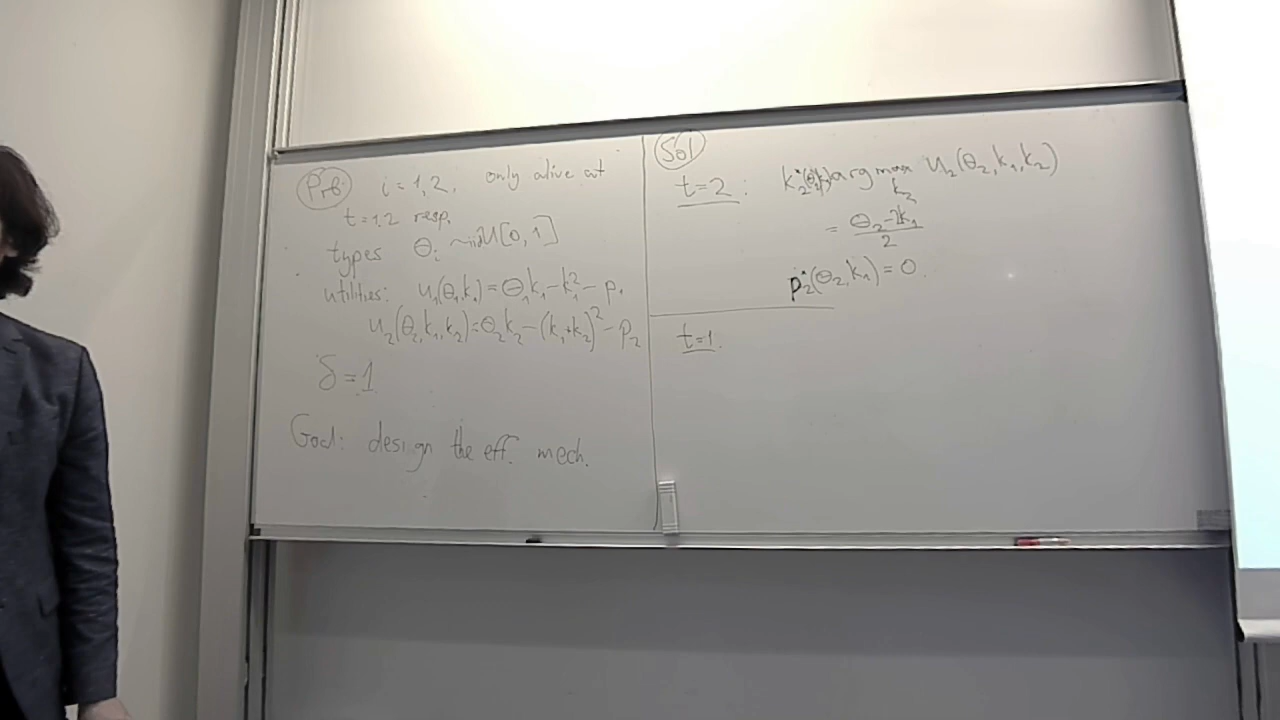 Prb. i = 1,2. only alive at
t = 1,2 resp.
types θᵢ ~iid U[0,1]
utilities: u₁(θ₁,k₁) = θ₁k₁ - k₁² - p₁
u₂(θ₂,k₁,k₂) = θ₂k₂ - (k₁+k₂)² - p₂
δ = 1
Goal: design the eff. mech.
Sol
t=2: k₂*(θ₂,k₁) arg max u₂(θ₂,k₁,k₂)
k₂
= θ₂ - 2k₁
2
p₂*(θ₂,k₁) = 0.
t=1.